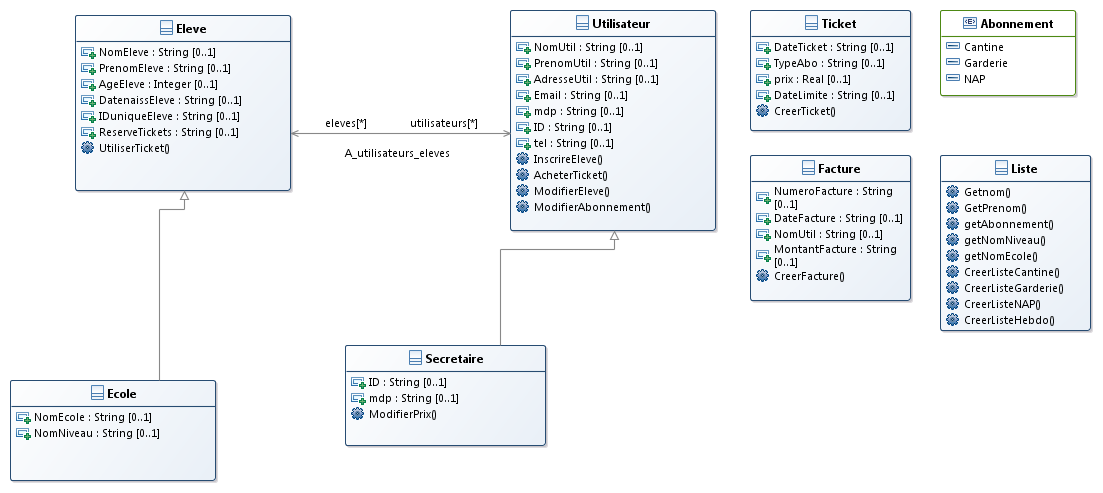 Eleve
NomEleve : String [0..1]
PrenomEleve : String [0..1]
AgeEleve : Integer [0..1]
DatenaissEleve : String [0..1]
IDuniqueEleve : String [0..1]
ReserveTickets : String [0..1]
UtiliserTicket()
eleves[*]
utilisateurs[*]
A_utilisateurs_eleves
Utilisateur
NomUtil : String [0..1]
PrenomUtil : String [0..1]
AdresseUtil : String [0..1]
Email : String [0..1]
mdp : String [0..1]
ID : String [0..1]
tel : String [0..1]
InscrireEleve()
AcheterTicket()
ModifierEleve()
ModifierAbonnement()
Ticket
DateTicket : String [0..1]
TypeAbo : String [0..1]
prix : Real [0..1]
DateLimite : String [0..1]
CreerTicket()
Abonnement
Cantine
Garderie
NAP
Facture
NumeroFacture : String
[0..1]
DateFacture : String [0..1]
NomUtil : String [0..1]
MontantFacture : String
[0..1]
CreerFacture()
Liste
Getnom()
GetPrenom()
getAbonnement()
getNomNiveau()
getNomEcole()
CreerListeCantine()
CreerListeGarderie()
CreerListeNAP()
CreerListeHebdo()
Secretaire
ID : String [0..1]
mdp : String [0..1]
ModifierPrix()
Ecole
NomEcole : String [0..1]
NomNiveau : String [0..1]